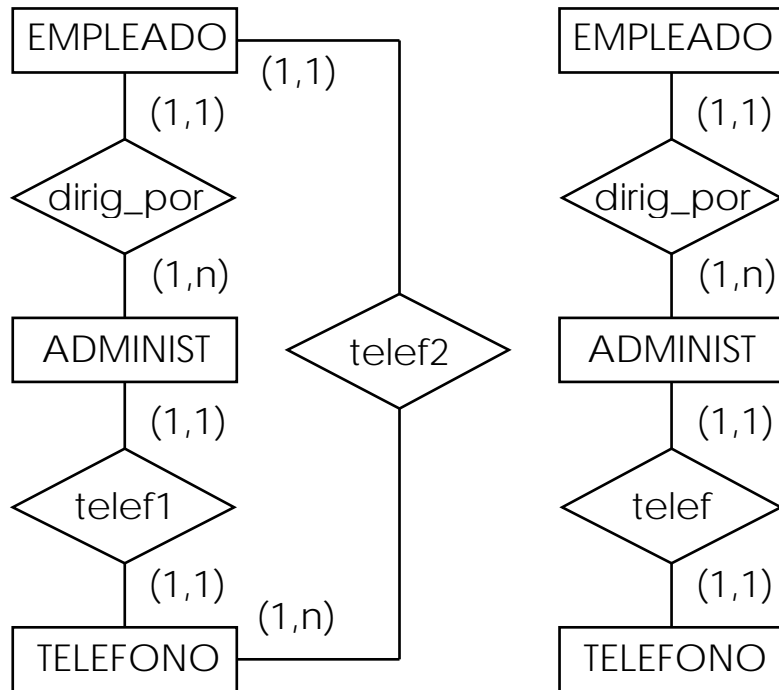 EMPLEADO
(1,1)
(1,1)
dirig_por
(1,n)
ADMINIST
telef2
(1,1)
telef1
(1,1)
(1,n)
TELEFONO
EMPLEADO
(1,1)
dirig_por
(1,n)
ADMINIST
(1,1)
telef
(1,1)
TELEFONO